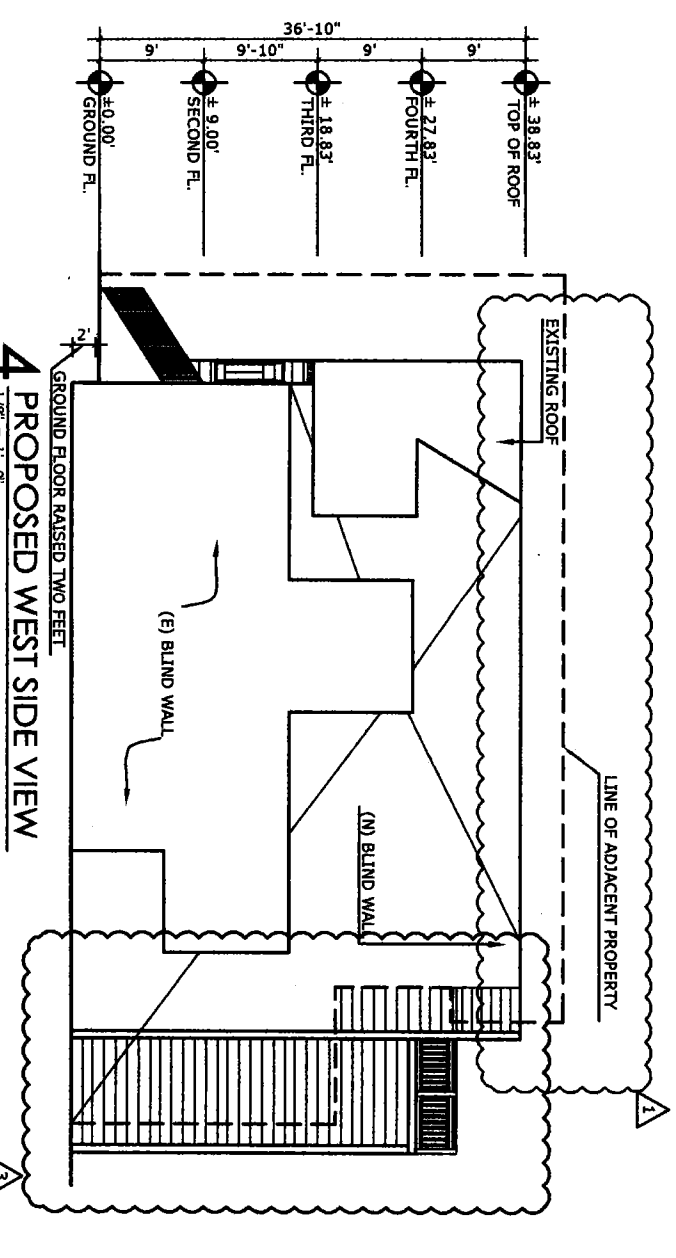 36'-10"
9'
9'-10"
9'
9'
± 38.83'
TOP OF ROOF
± 27.83'
FOURTH FL.
± 18.83'
THIRD FL.
± 9.00'
SECOND FL.
±0.00'
GROUND FL.
EXISTING ROOF
LINE OF ADJACENT PROPERTY
(E) BLIND WALL
(N) BLIND WALL
2'
GROUND FLOOR RAISED TWO FEET
4 PROPOSED WEST SIDE VIEW
1
3